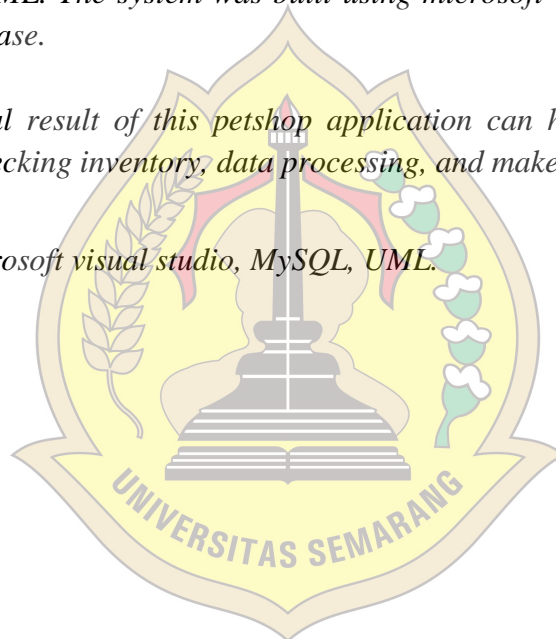 ML. The system was built using microsoft
ase.
al result of this petshop application can h
ecking inventory, data processing, and make
rosoft visual studio, MySQL, UML.
UNIVERSITAS SEMARANG